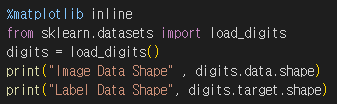 %matplotlib inline
from sklearn.datasets import load_digits
digits = load_digits()
print("Image Data Shape" , digits.data.shape)
print("Label Data Shape", digits.target.shape)